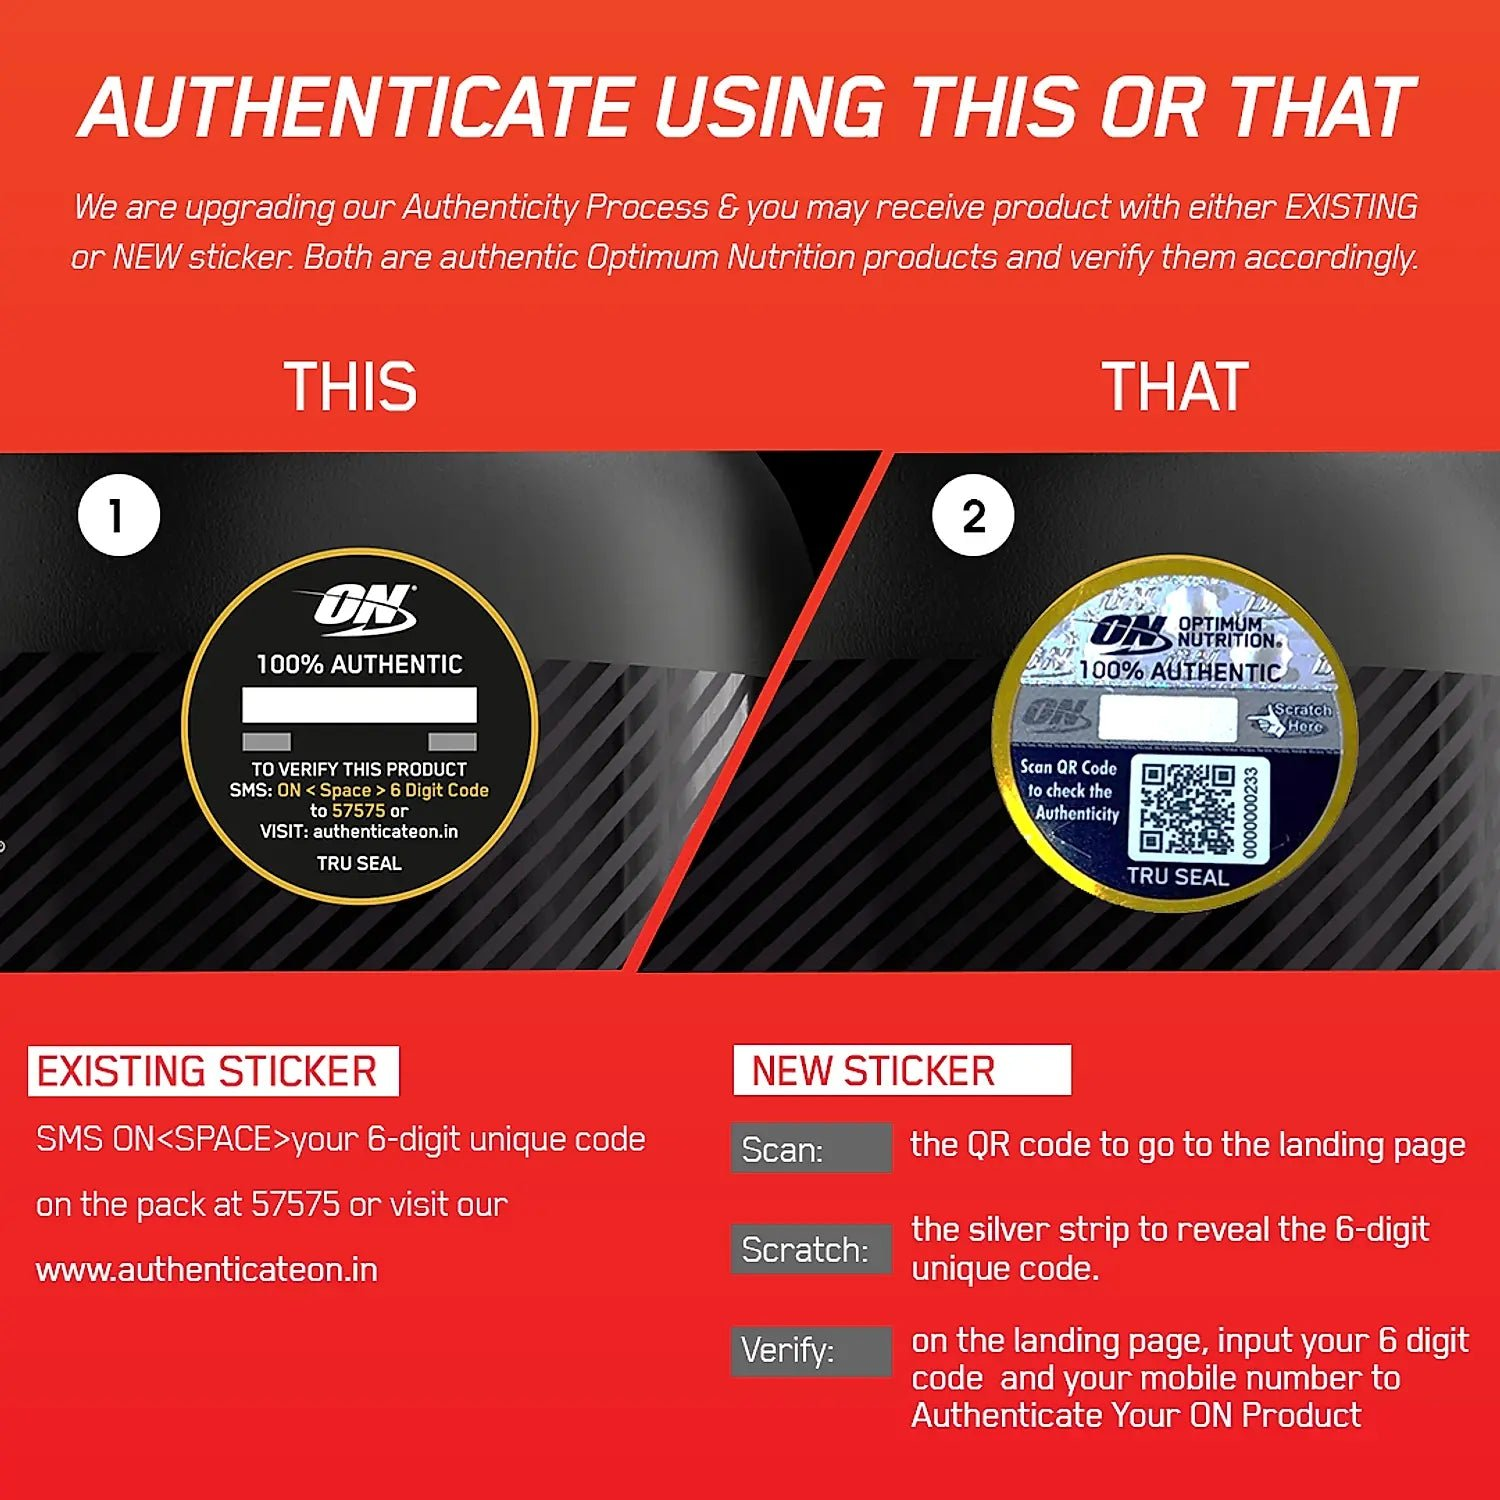 AUTHENTICATE USING THIS OR THAT
We are upgrading our Authenticity Process & you may receive product with either EXISTING
or NEW sticker. Both are authentic Optimum Nutrition products and verify them accordingly.
THIS
THAT
1
ON®
100% AUTHENTIC
TO VERIFY THIS PRODUCT
SMS: ON < Space > 6 Digit Code
to 57575 or
VISIT: authenticateon.in
TRU SEAL
2
ON OPTIMUM
NUTRITION®
100% AUTHENTIC
ON
Scratch
Here
Scan QR Code
to check the
Authenticity
00000000233
TRU SEAL
EXISTING STICKER
SMS ON<SPACE>your 6-digit unique code
on the pack at 57575 or visit our
www.authenticateon.in
NEW STICKER
Scan: the QR code to go to the landing page
Scratch: the silver strip to reveal the 6-digit
unique code.
Verify: on the landing page, input your 6 digit
code and your mobile number to
Authenticate Your ON Product